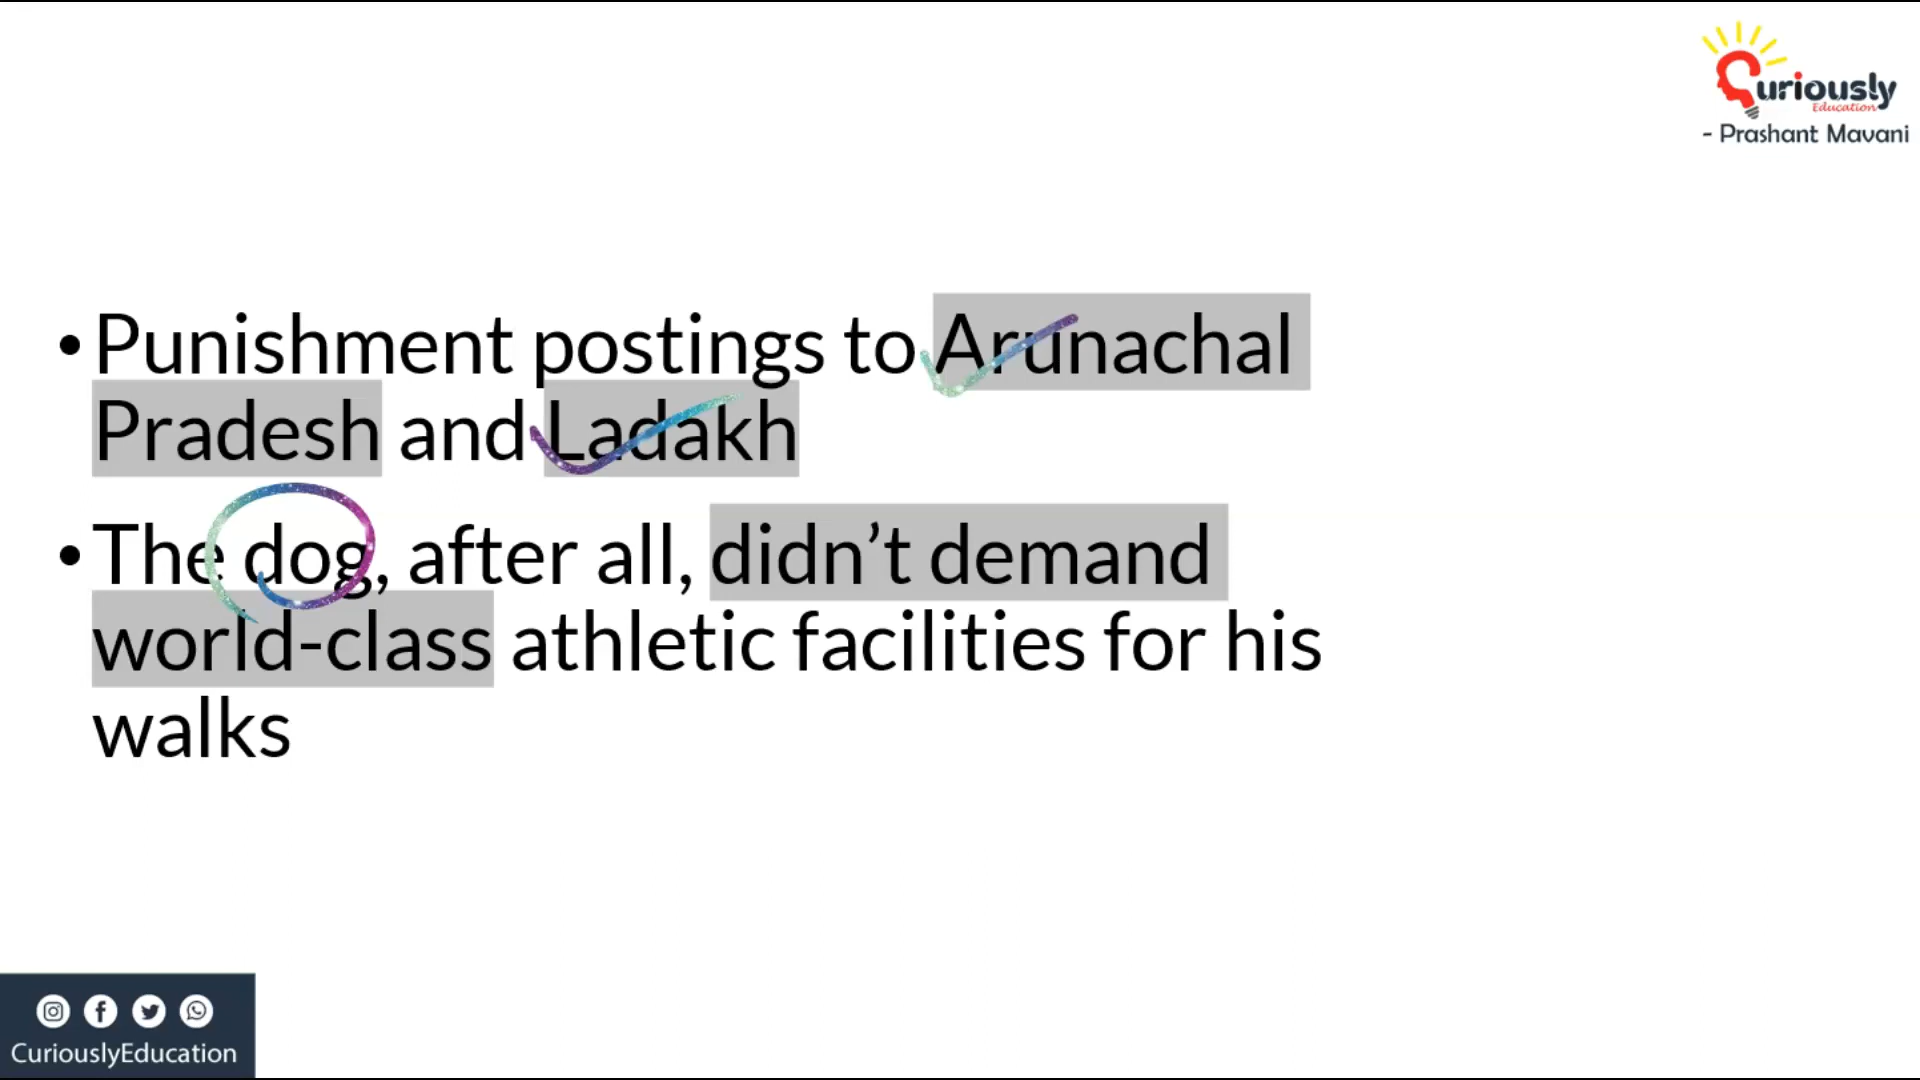 Curiously
Education
- Prashant Mavani
• Punishment postings to Arunachal
Pradesh and Ladakh
• The dog, after all, didn’t demand
world-class athletic facilities for his
walks
CuriouslyEducation